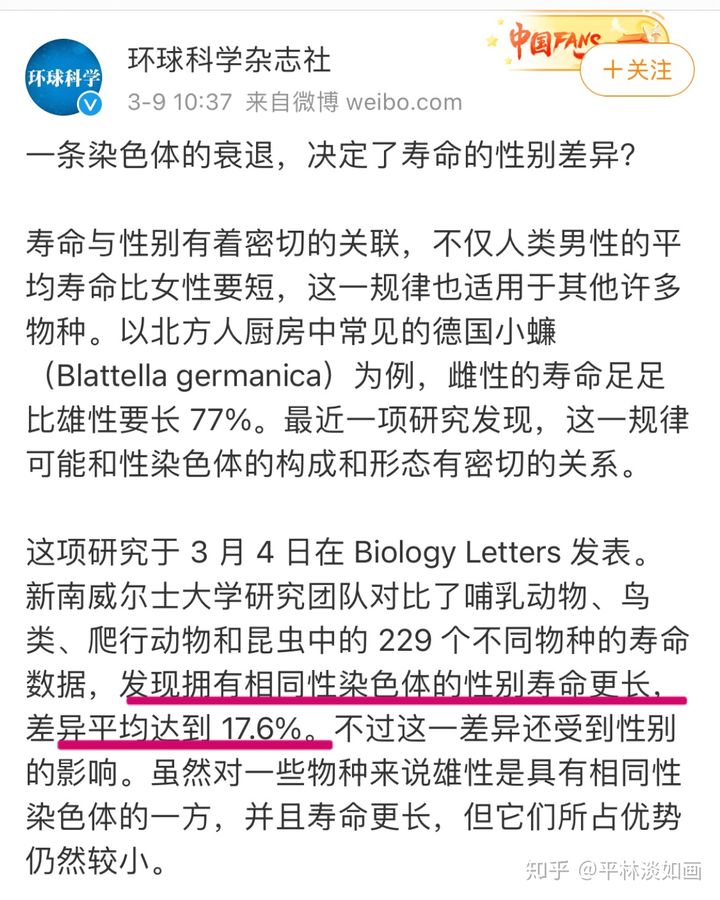 中国FANS
环球科学
环球科学杂志社
+关注
3-9 10:37 来自微博 weibo.com
一条染色体的衰退，决定了寿命的性别差异？
寿命与性别有着密切的关联，不仅人类男性的平
均寿命比女性要短，这一规律也适用于其他许多
物种。以北方人厨房中常见的德国小蠊
（Blattella germanica）为例，雌性的寿命足足
比雄性要长 77%。最近一项研究发现，这一规律
可能和性染色体的构成和形态有密切的关系。
这项研究于 3 月 4 日在 Biology Letters 发表。
新南威尔士大学研究团队对比了哺乳动物、鸟
类、爬行动物和昆虫中的 229 个不同物种的寿命
数据，发现拥有相同性染色体的性别寿命更长，
差异平均达到 17.6%。不过这一差异还受到性别
的影响。虽然对一些物种来说雄性是具有相同性
染色体的一方，并且寿命更长，但它们所占优势
仍然较小。
知乎 @平林淡如画